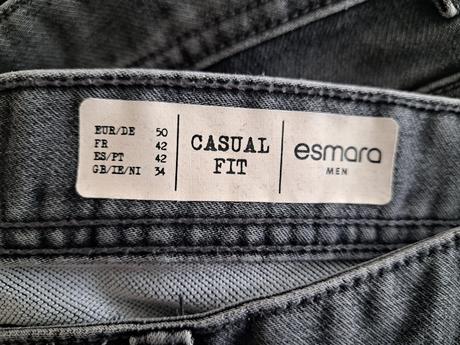 EUR/DE 50
FR 42
ES/PT 42
GB/IE/NI 34
CASUAL
FIT
esmara
MEN